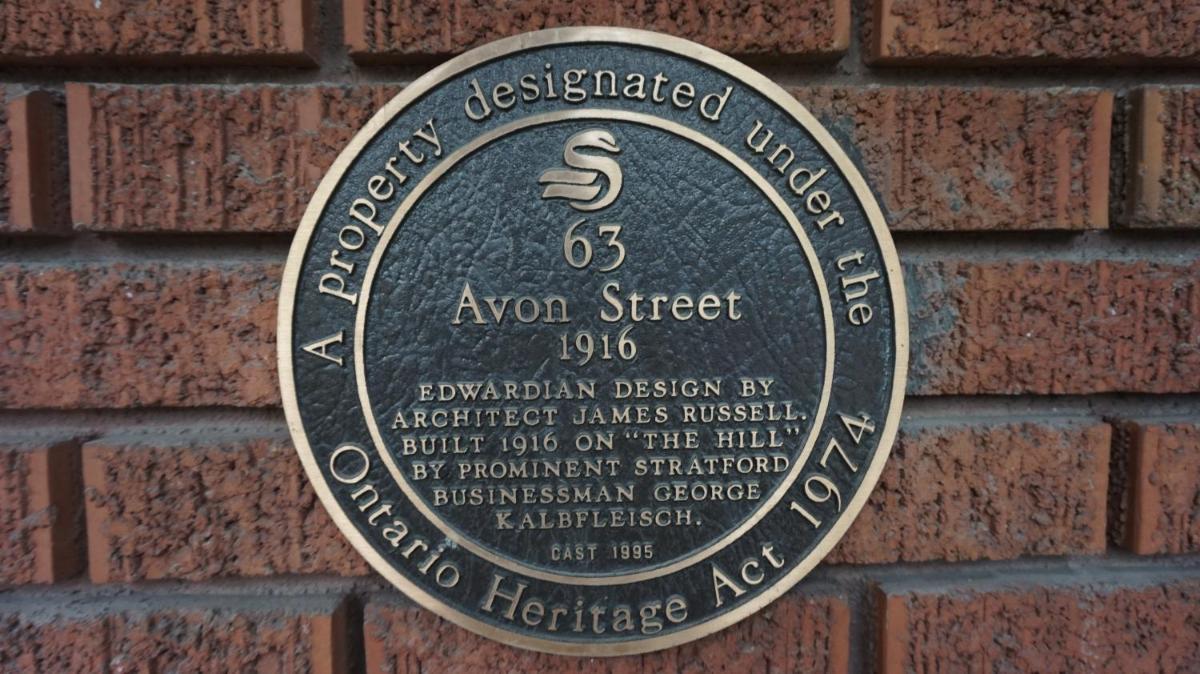 A property designated under the
63
Avon Street
1916
EDWARDIAN DESIGN BY
ARCHITECT JAMES RUSSELL.
BUILT 1916 ON "THE HILL"
BY PROMINENT STRATFORD
BUSINESSMAN GEORGE
KALBFLEISCH.
CAST 1995
Ontario Heritage Act 1974